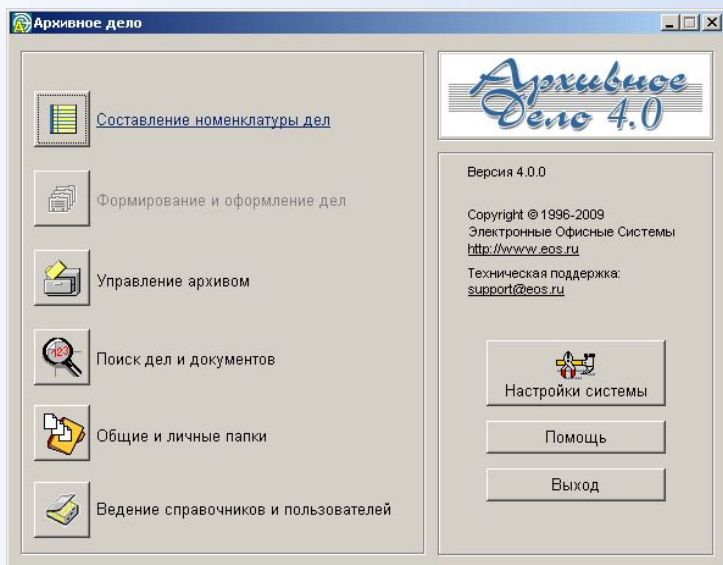 Архивное дело
Составление номенклатуры дел
Формирование и оформление дел
Управление архивом
123
Поиск дел и документов
Общие и личные папки
Ведение справочников и пользователей
Архивное
Дело 4.0
Версия 4.0.0
Copyright © 1996-2009
Электронные Офисные Системы
http://www.eos.ru
Техническая поддержка:
support@eos.ru
Настройки системы
Помощь
Выход